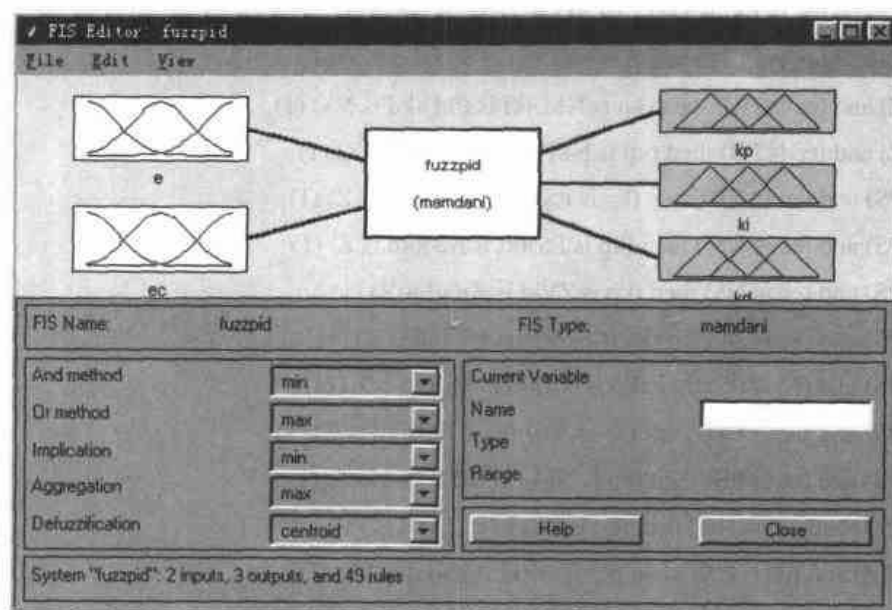 FIS Editor fuzzpid
File Edit View
e
ec
fuzzpid
(mamdani)
kp
ki
kd
FIS Name: fuzzpid FIS Type: mamdani
And method min
Or method max
Implication min
Aggregation max
Defuzzification centroid
Current Variable
Name
Type
Range
Help Close
System "fuzzpid": 2 inputs, 3 outputs, and 49 rules